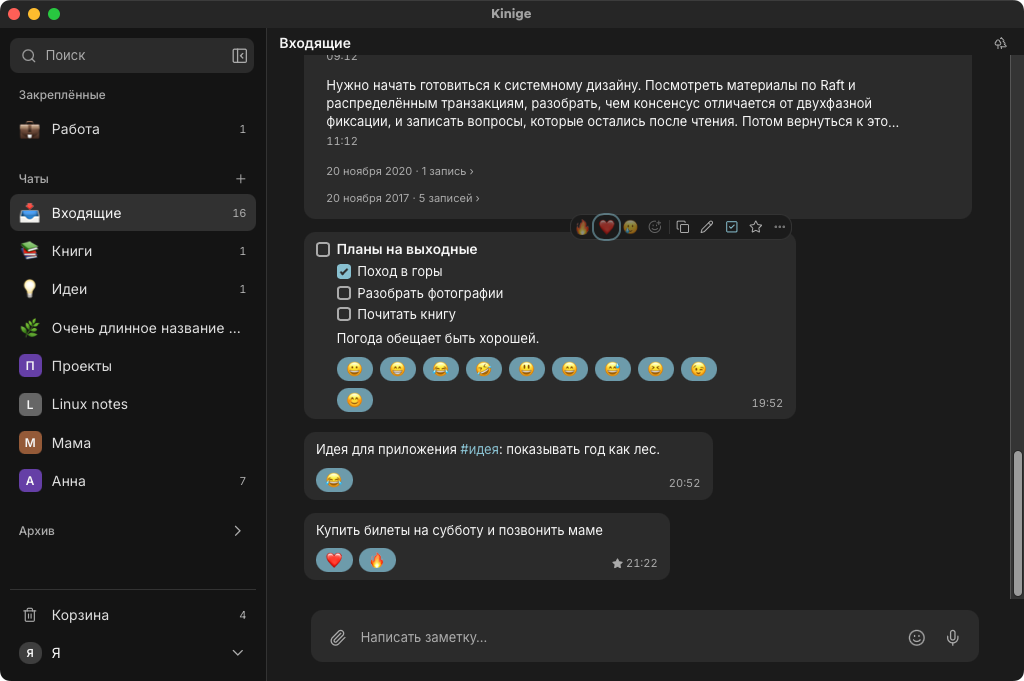 Kinige
Поиск
Закреплённые
Работа 1
Чаты
Входящие 16
Книги 1
Идеи 1
Очень длинное название ...
П Проекты
L Linux notes
М Мама
А Анна 7
Архив
Корзина 4
Я Я
Входящие
09:12
Нужно начать готовиться к системному дизайну. Посмотреть материалы по Raft и
распределённым транзакциям, разобрать, чем консенсус отличается от двухфазной
фиксации, и записать вопросы, которые остались после чтения. Потом вернуться к это...
11:12
20 ноября 2020 · 1 запись ›
20 ноября 2017 · 5 записей ›
Планы на выходные
Поход в горы
Разобрать фотографии
Почитать книгу
Погода обещает быть хорошей.
19:52
Идея для приложения #идея: показывать год как лес.
20:52
Купить билеты на субботу и позвонить маме
21:22
Написать заметку...